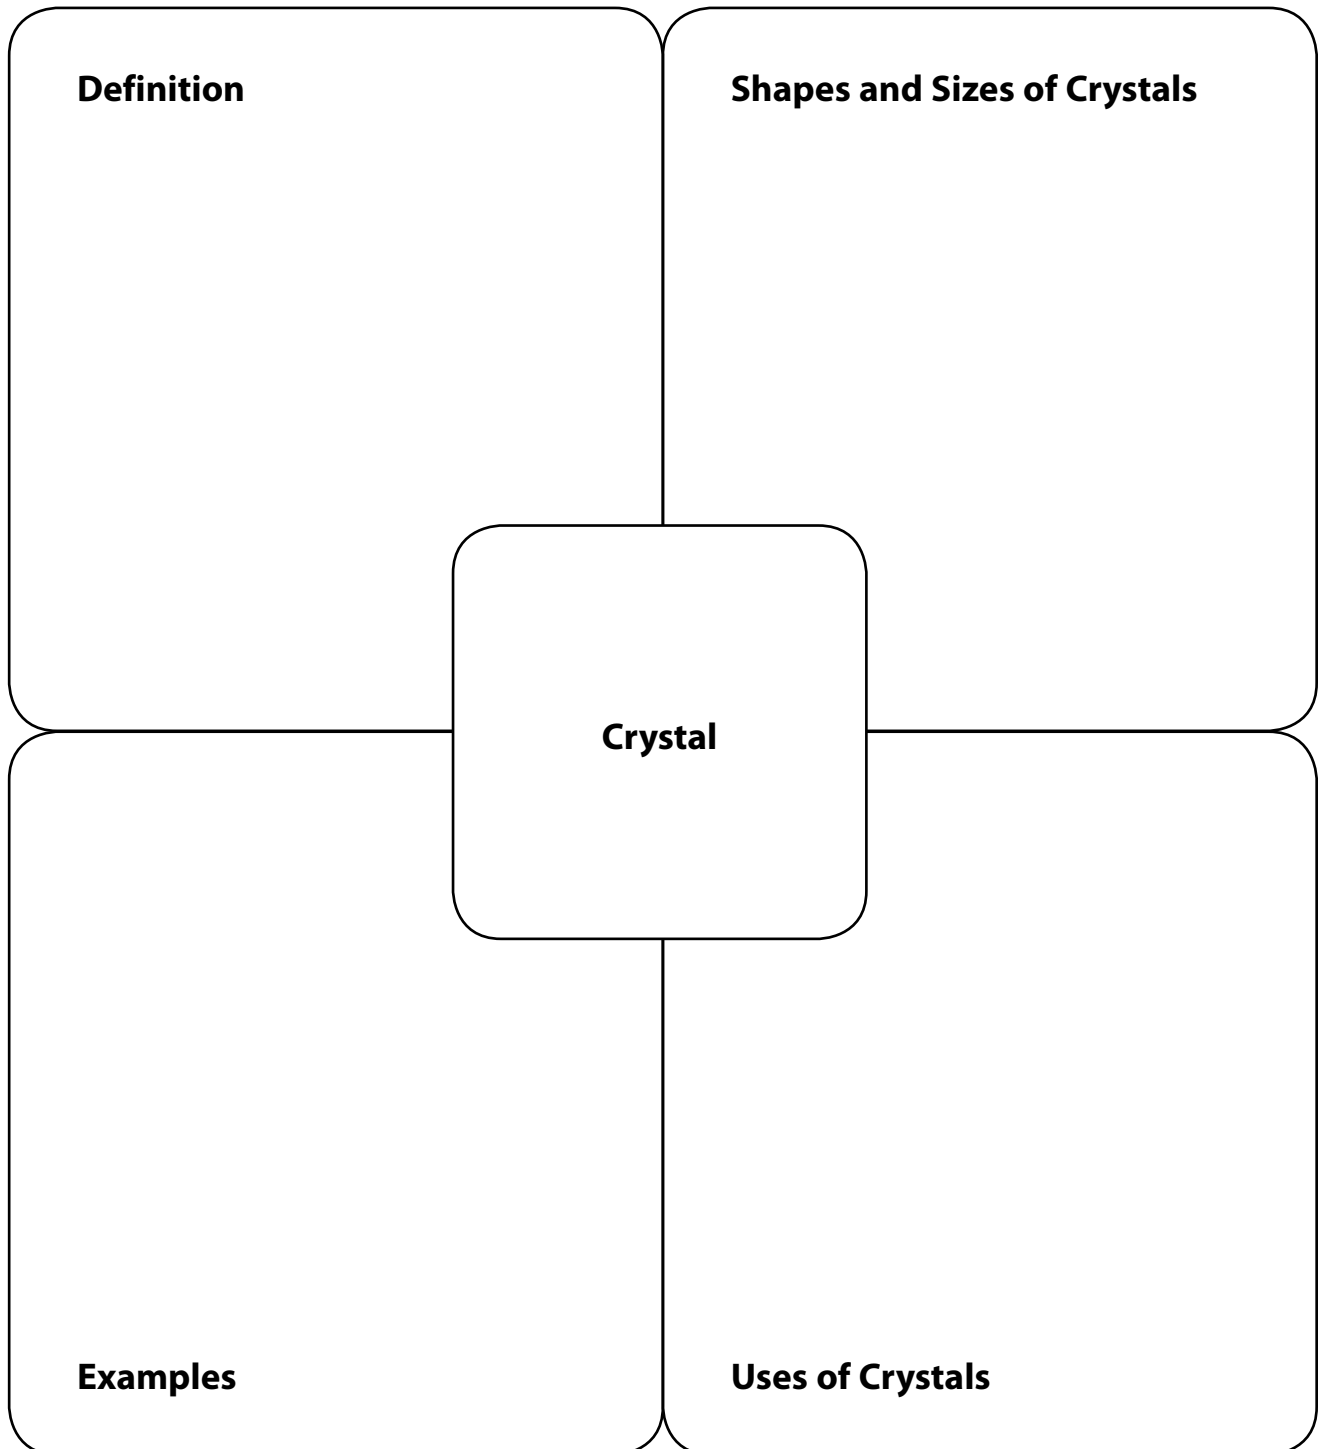 Definition
Shapes and Sizes of Crystals
Crystal
Examples
Uses of Crystals